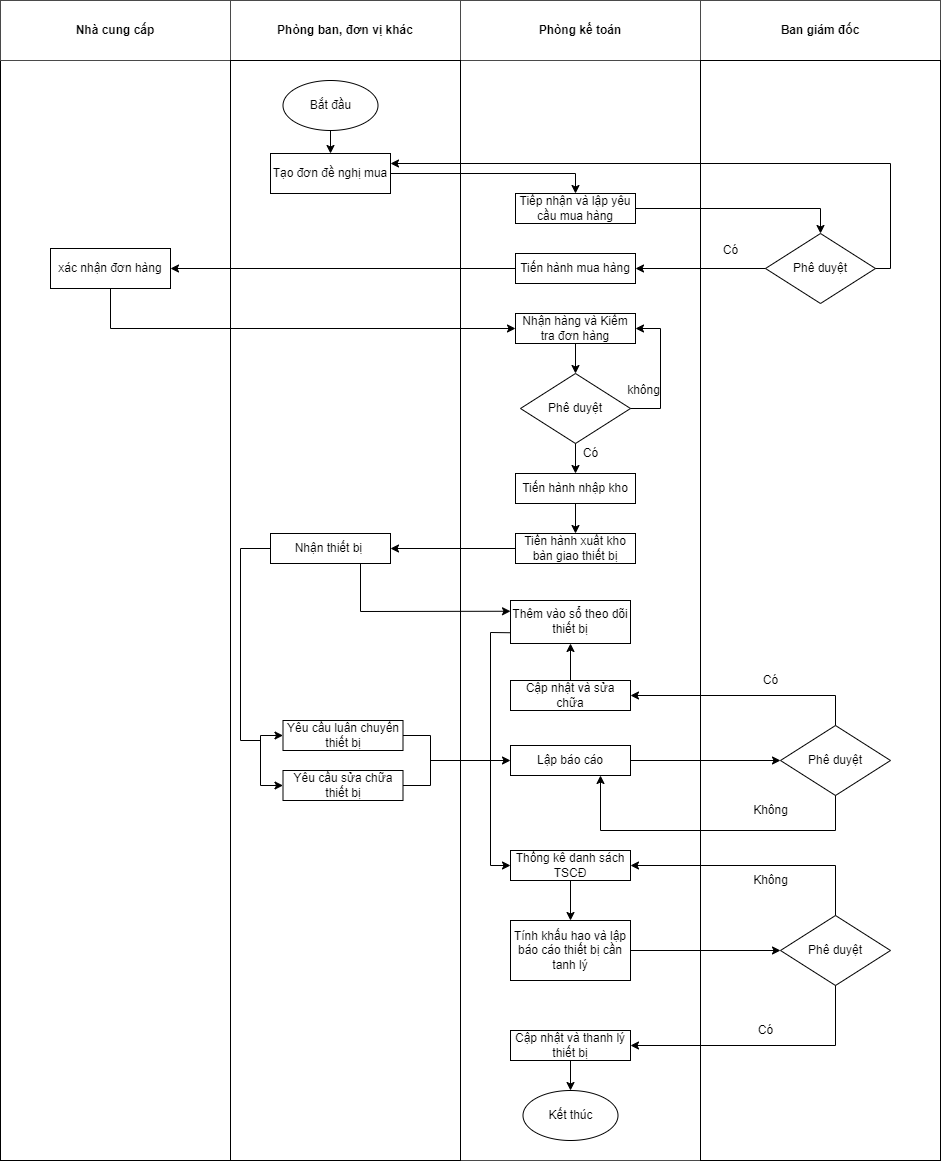 Nhà cung cấp
Phòng ban, đơn vị khác
Phòng kế toán
Ban giám đốc
Bắt đầu
Tạo đơn đề nghị mua
Tiếp nhận và lập yêu
cầu mua hàng
Có
Phê duyệt
Tiến hành mua hàng
xác nhận đơn hàng
Nhận hàng và Kiểm
tra đơn hàng
không
Phê duyệt
Có
Tiến hành nhập kho
Tiến hành xuất kho
bàn giao thiết bị
Nhận thiết bị
Thêm vào sổ theo dõi
thiết bị
Cập nhật và sửa
chữa
Có
Yêu cầu luân chuyển
thiết bị
Yêu cầu sửa chữa
thiết bị
Lập báo cáo
Phê duyệt
Không
Thống kê danh sách
TSCĐ
Không
Tính khấu hao và lập
báo cáo thiết bị cần
tanh lý
Phê duyệt
Có
Cập nhật và thanh lý
thiết bị
Kết thúc